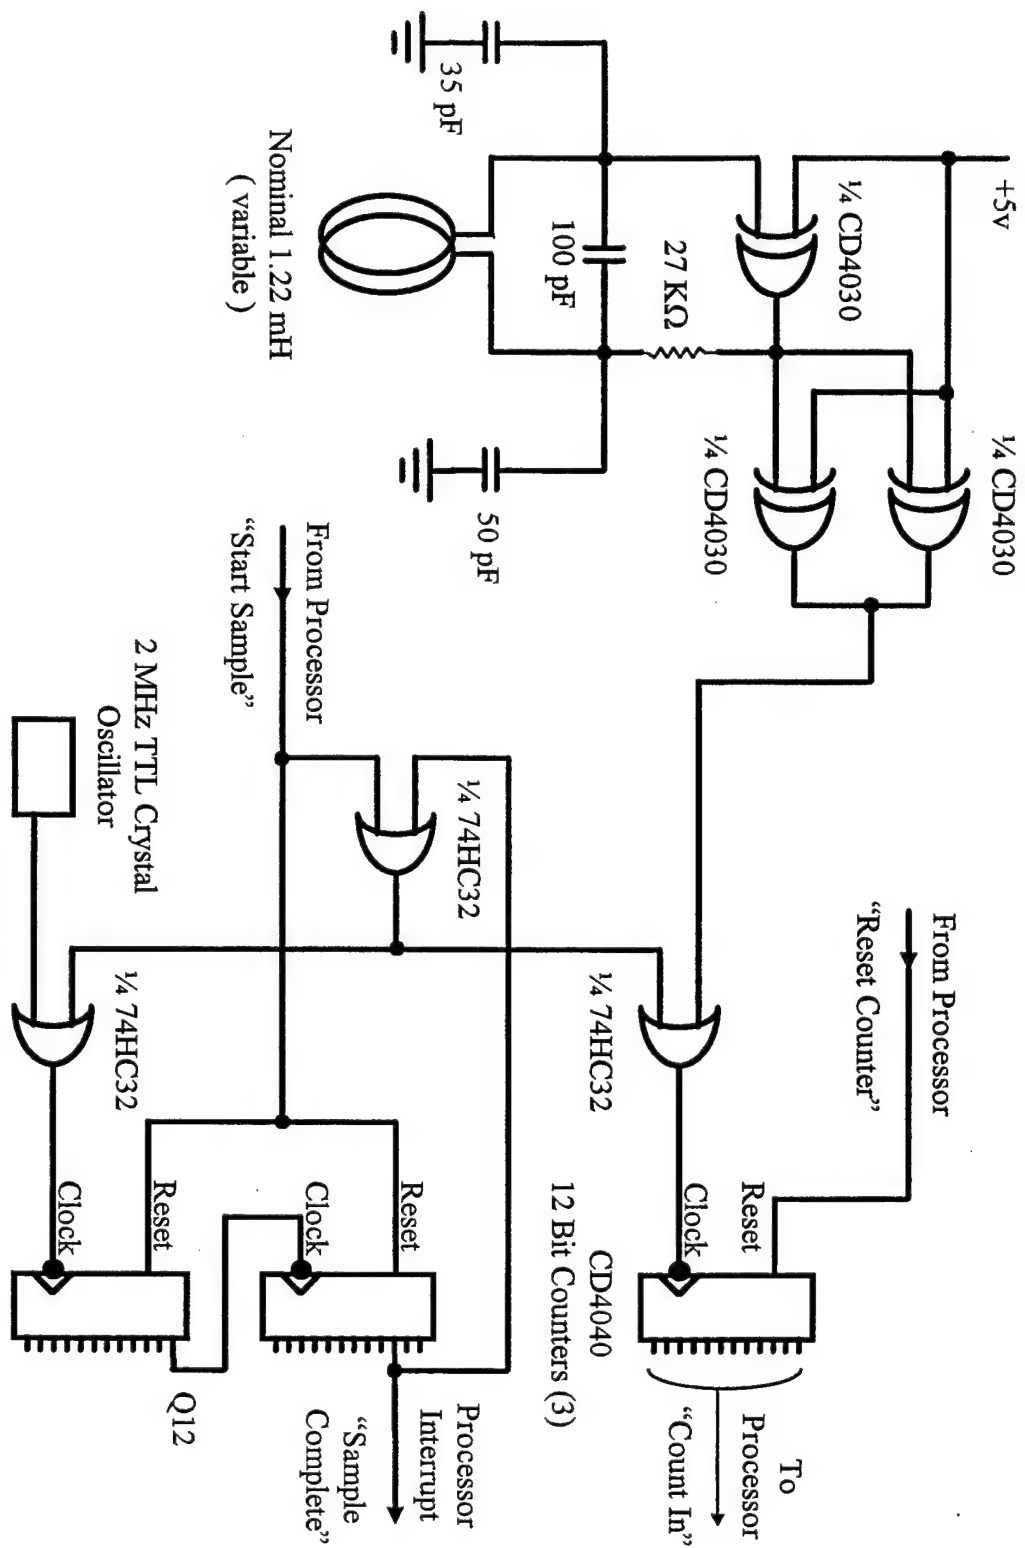 +5v
¼ CD4030
¼ CD4030
¼ CD4030
27 KΩ
100 pF
35 pF
50 pF
Nominal 1.22 mH
( variable )
From Processor
“Reset Counter”
From Processor
“Start Sample”
¼ 74HC32
¼ 74HC32
¼ 74HC32
2 MHz TTL Crystal
Oscillator
Reset
Clock
CD4040
12 Bit Counters (3)
Reset
Clock
Reset
Clock
Q12
To
Processor
“Count In”
Processor
Interrupt
“Sample
Complete”